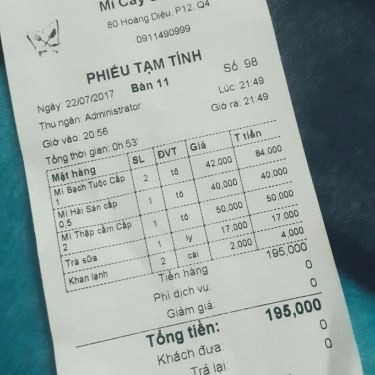 Mì Cay
80 Hoàng Diệu, P12, Q4
0911490999
PHIẾU TẠM TÍNH
Số 98
Ngày: 22/07/2017 Bàn 11
Lúc: 21:49
Thu ngân: Administrator
Giờ ra: 21:49
Giờ vào: 20:56
Tổng thời gian: 0h 53'
Mặt hàng SL ĐVT Giá T tiền
Mì Bạch Tuộc Cấp 2 tô 42,000 84,000
1
Mì Hải Sản cấp 1 tô 40,000 40,000
0.5
Mì Thập cẩm Cấp 1 tô 50,000 50,000
2
Trà sữa 1 ly 17,000 17,000
Khăn lạnh 2 cái 2,000 4,000
Tiền hàng 195,000
Phí dịch vụ: 0
Giảm giá: 0
Tổng tiền: 195,000
Khách đưa: 0
Trả lại: 0